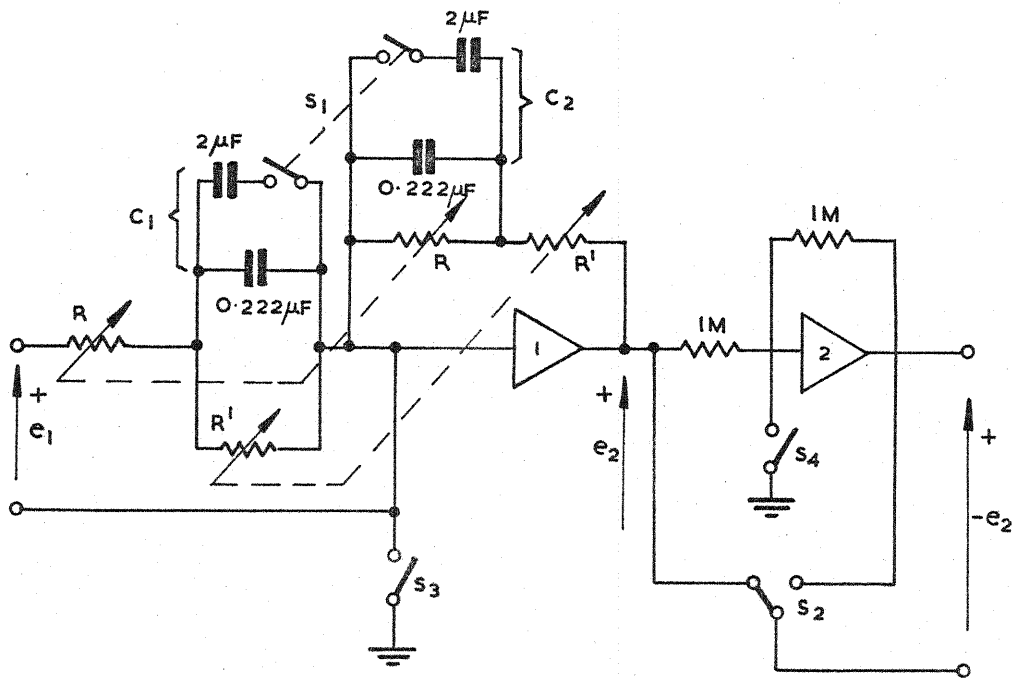 2μF
C2
S1
2μF
0.222μF
C1
R
R'
1M
0.222μF
R
1M
1
2
+
e1
R'
+
e2
S4
+
-e2
S3
S2